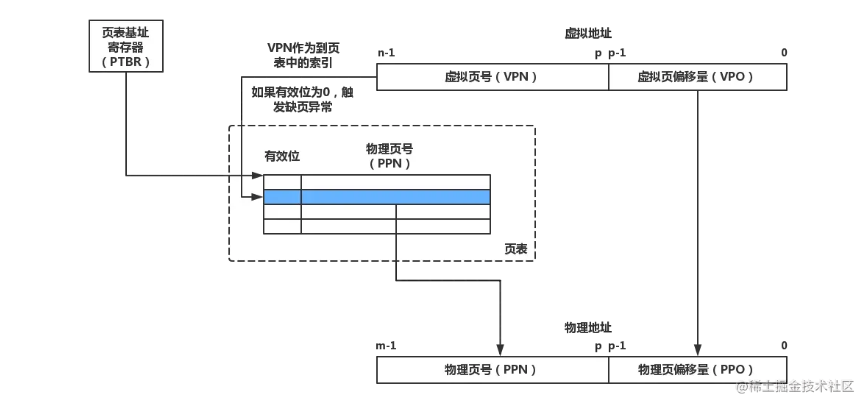 页表基址
寄存器
（PTBR）
VPN作为到页
表中的索引
如果有效位为0，触
发缺页异常
虚拟地址
n-1
p p-1
0
虚拟页号（VPN）
虚拟页偏移量（VPO）
有效位
物理页号
（PPN）
页表
物理地址
m-1
p p-1
0
物理页号（PPN）
物理页偏移量（PPO）
@稀土掘金技术社区